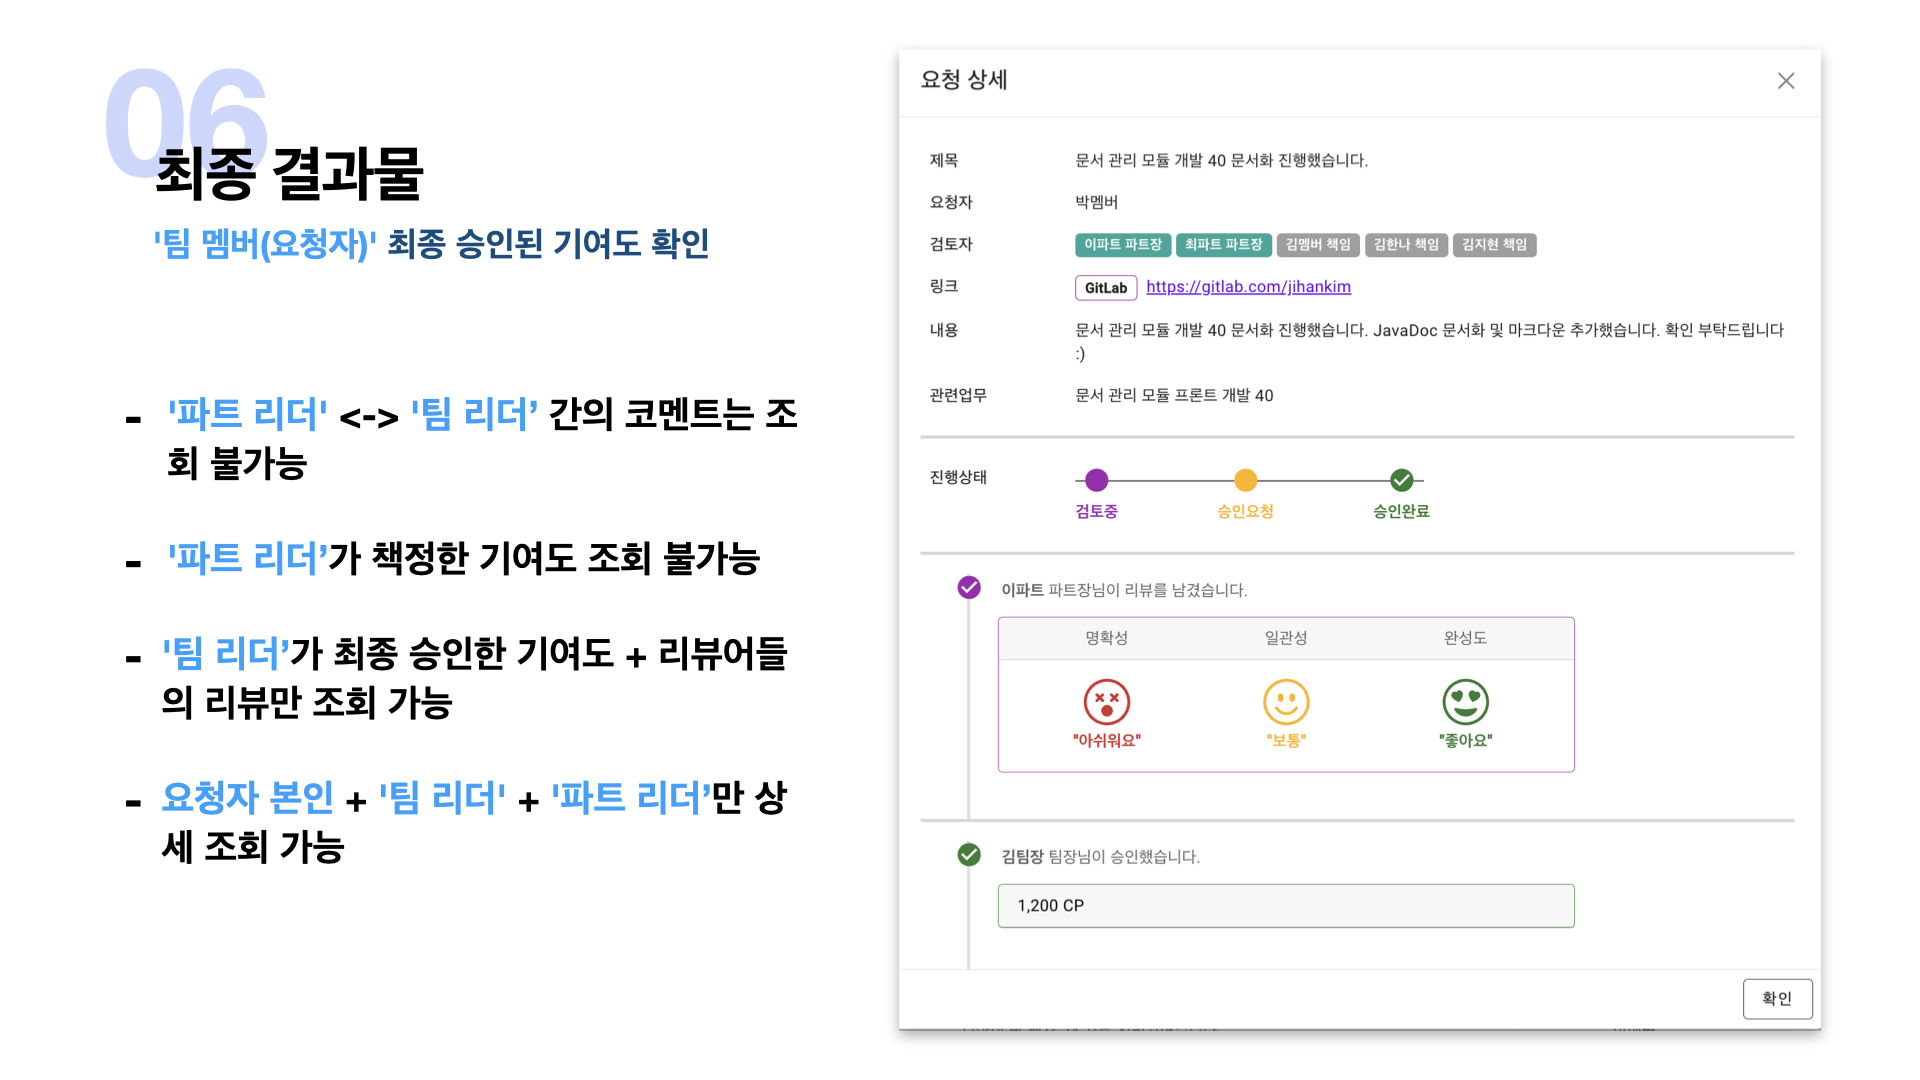 06
최종 결과물
'팀 멤버(요청자)' 최종 승인된 기여도 확인
- '파트 리더' <-> '팀 리더’ 간의 코멘트는 조
회 불가능
- '파트 리더’가 책정한 기여도 조회 불가능
- '팀 리더’가 최종 승인한 기여도 + 리뷰어들
의 리뷰만 조회 가능
- 요청자 본인 + '팀 리더' + '파트 리더’만 상
세 조회 가능
요청 상세
제목 문서 관리 모듈 개발 40 문서화 진행했습니다.
요청자 박멤버
검토자 이파트 파트장 최파트 파트장 김멤버 책임 김한나 책임 김지현 책임
링크 GitLab https://gitlab.com/jihankim
내용 문서 관리 모듈 개발 40 문서화 진행했습니다. JavaDoc 문서화 및 마크다운 추가했습니다. 확인 부탁드립니다
:)
관련업무 문서 관리 모듈 프론트 개발 40
진행상태
검토중 승인요청 승인완료
이파트 파트장님이 리뷰를 남겼습니다.
명확성 일관성 완성도
"아쉬워요" "보통" "좋아요"
김팀장 팀장님이 승인했습니다.
1,200 CP
확인